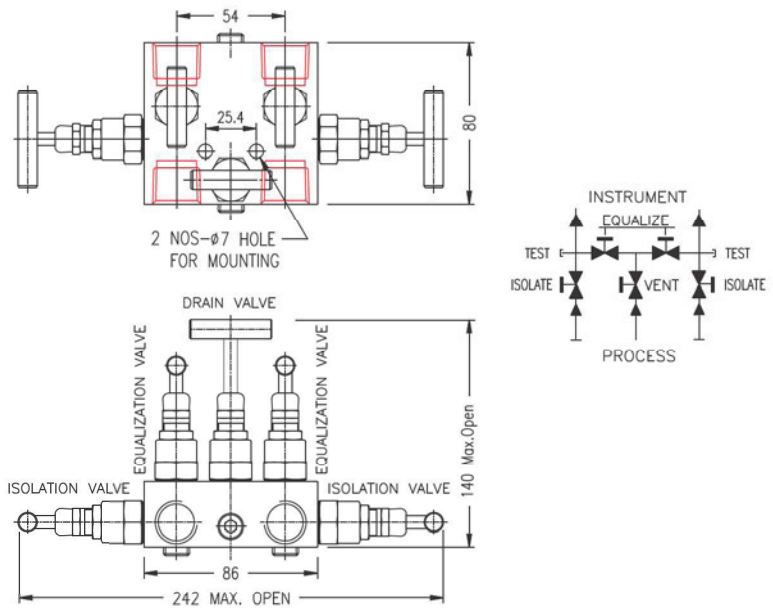 54
25.4
80
2 NOS-ø7 HOLE
FOR MOUNTING
INSTRUMENT
EQUALIZE
TEST
TEST
ISOLATE
VENT
ISOLATE
PROCESS
DRAIN VALVE
EQUALIZATION VALVE
EQUALIZATION VALVE
140 Max.Open
ISOLATION VALVE
ISOLATION VALVE
86
242 MAX. OPEN